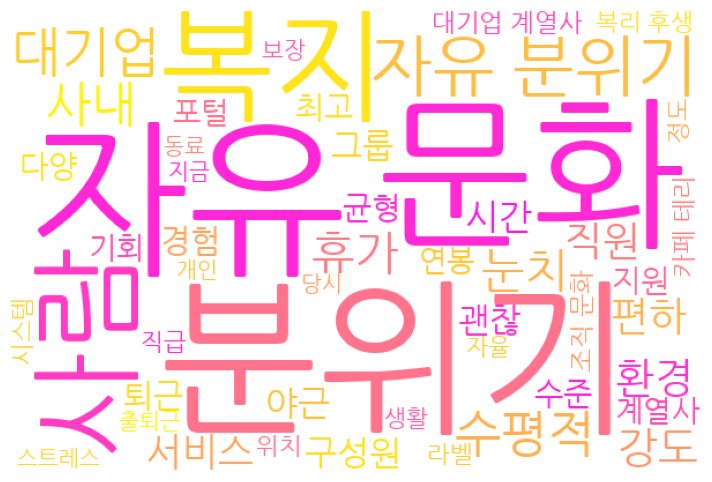 대기업 계열사
복리 후생
대기업
복지
보장
자유 분위기
사내
포털
최고
정도
자유
문화
다양
동료
지금
그룹
균형
시간
카페 테리
사람
기회
경험
개인
휴가
당시
연봉
눈치
직원
지원
조직 문화
편하
시스템
직급
분위기
괜찮
자율
환경
퇴근
출퇴근
야근
생활
수준
계열사
스트레스
서비스
위치
구성원
라벨
수평적
강도